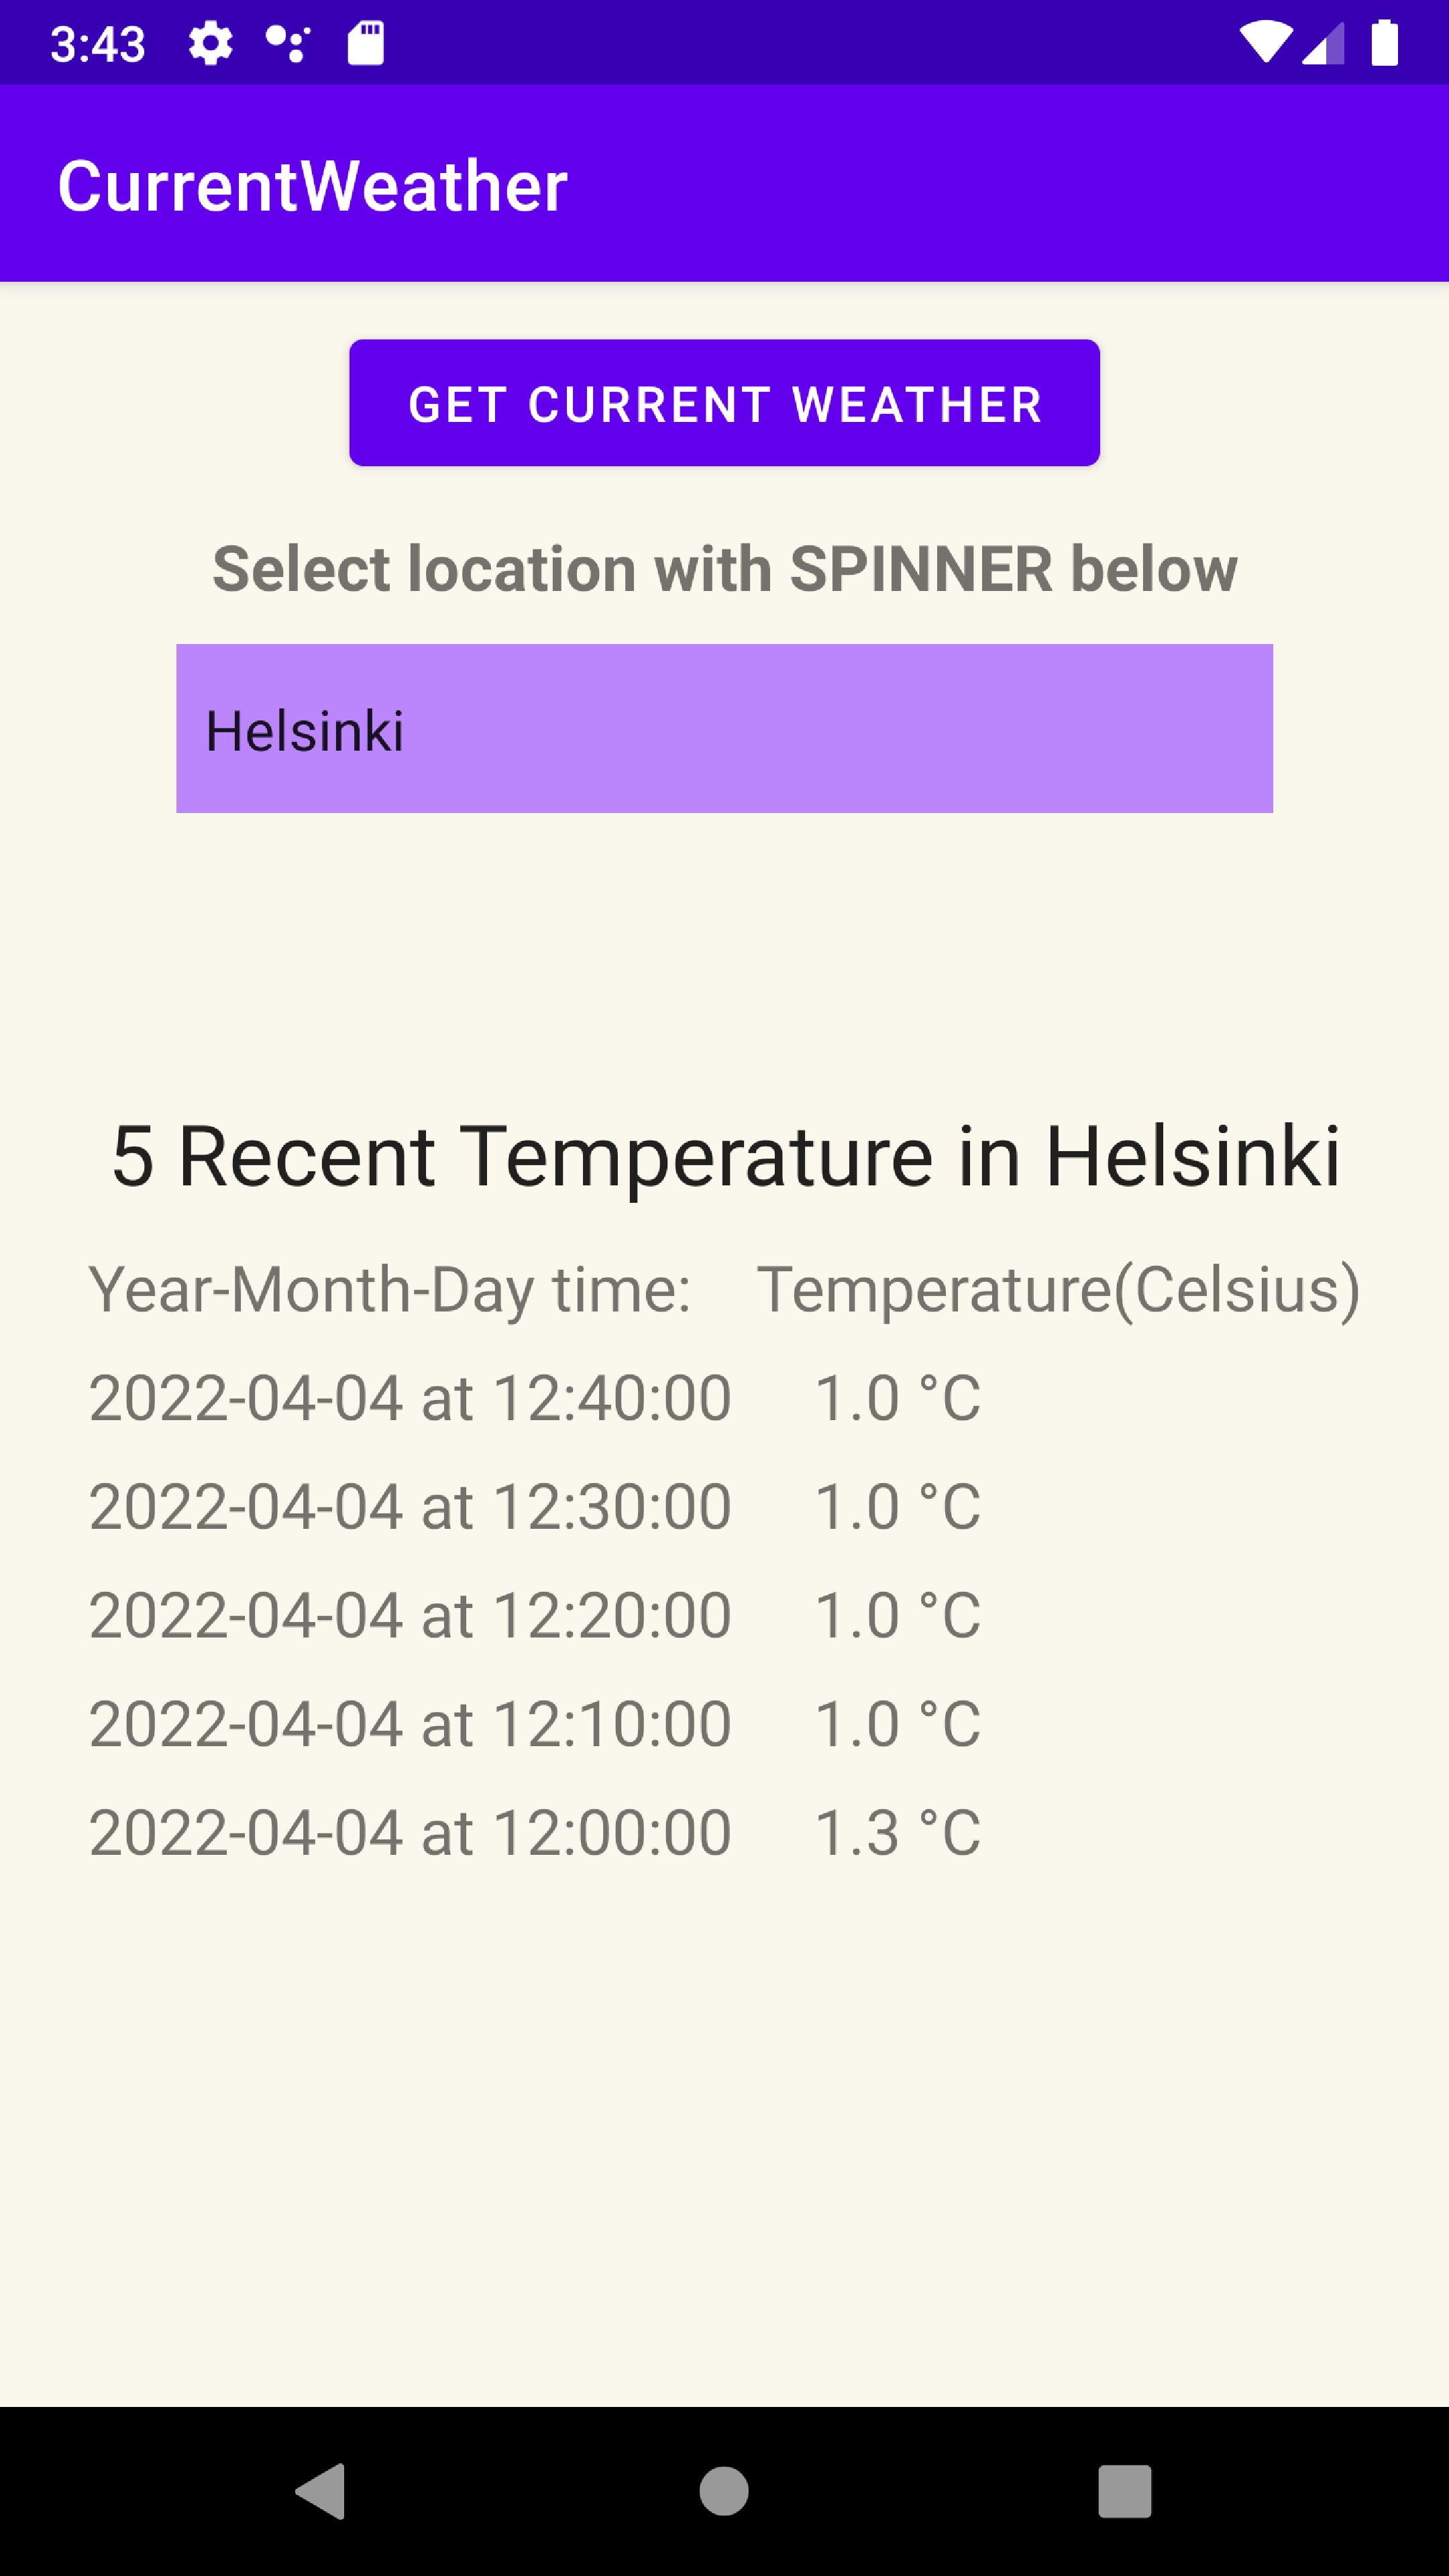 3:43
CurrentWeather
GET CURRENT WEATHER
Select location with SPINNER below
Helsinki
5 Recent Temperature in Helsinki
Year-Month-Day time: Temperature(Celsius)
2022-04-04 at 12:40:00 1.0 °C
2022-04-04 at 12:30:00 1.0 °C
2022-04-04 at 12:20:00 1.0 °C
2022-04-04 at 12:10:00 1.0 °C
2022-04-04 at 12:00:00 1.3 °C